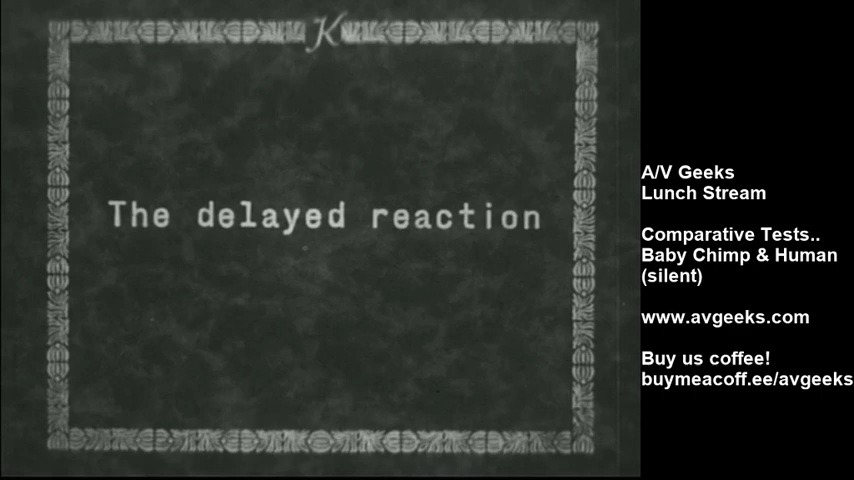 K
The delayed reaction
A/V Geeks
Lunch Stream
Comparative Tests..
Baby Chimp & Human
(silent)
www.avgeeks.com
Buy us coffee!
buymeacoff.ee/avgeeks